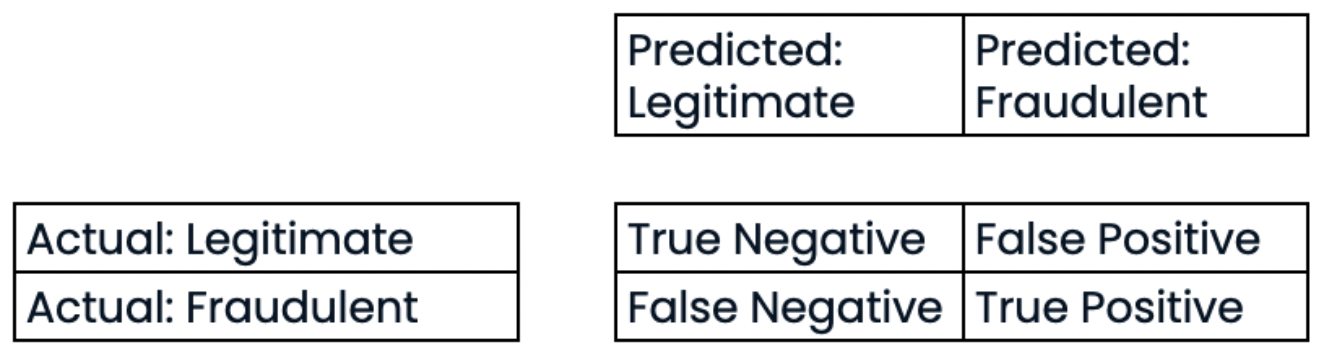 Predicted: Legitimate
Predicted: Fraudulent
Actual: Legitimate
True Negative
False Positive
Actual: Fraudulent
False Negative
True Positive